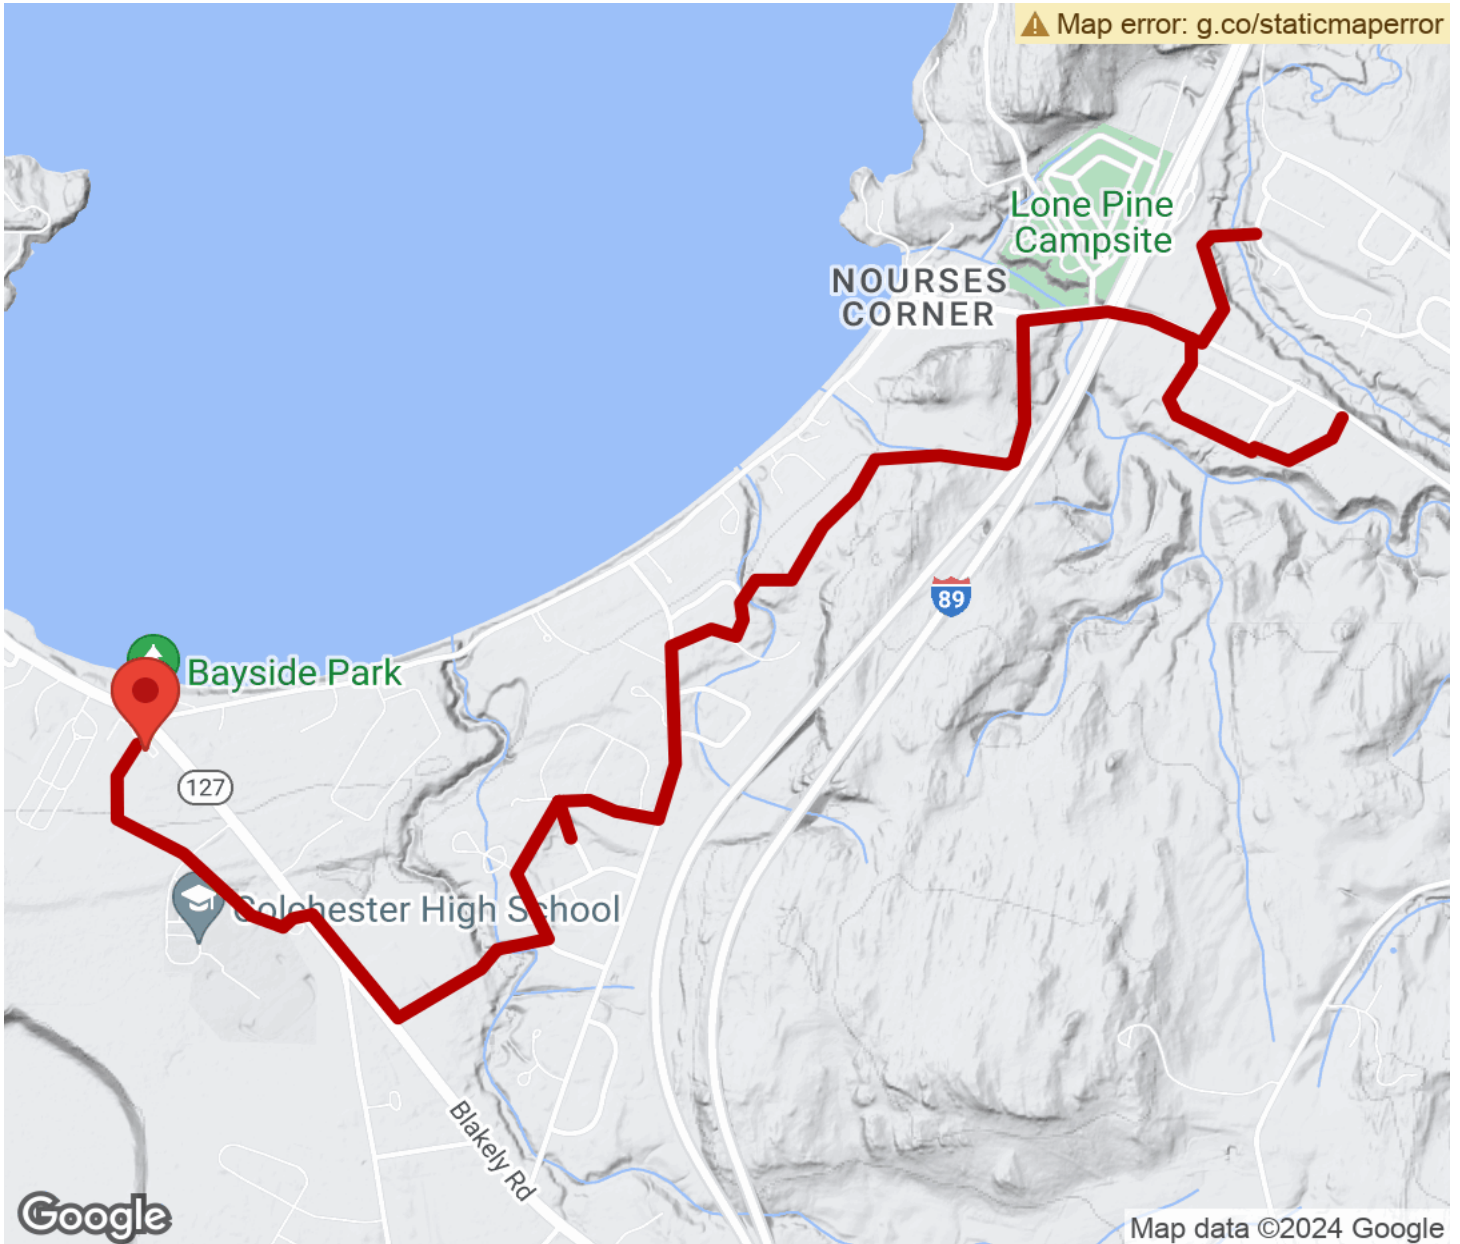 Map error: g.co/staticmaperror
Lone Pine
Campsite
NOURSES
CORNER
89
Bayside Park
127
Colchester High School
Blakely Rd
Google
Map data ©2024 Google